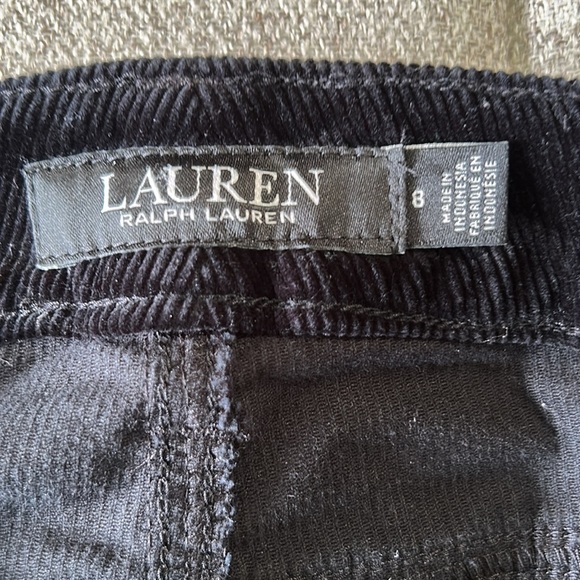 LAUREN
RALPH LAUREN
8
MADE IN
INDONESIA
FABRIQUÉ EN
INDONÉSIE